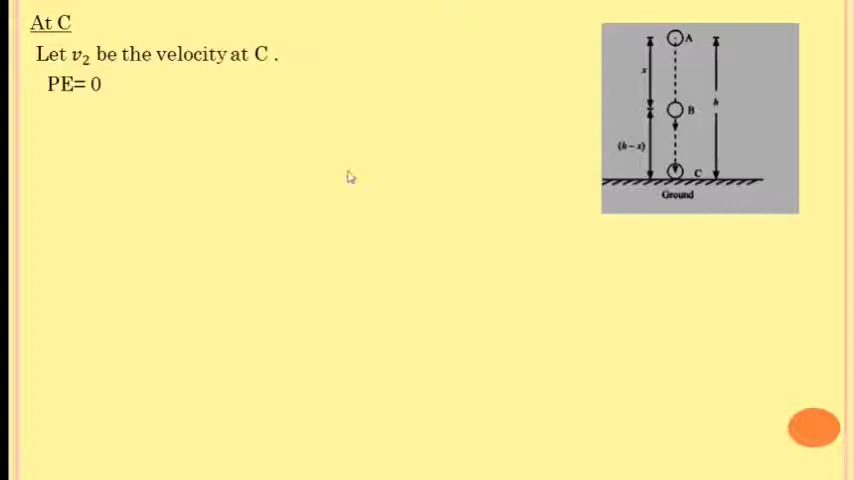 At C
Let v₂ be the velocity at C .
PE= 0
A
x
h
B
(h – x)
C
Ground